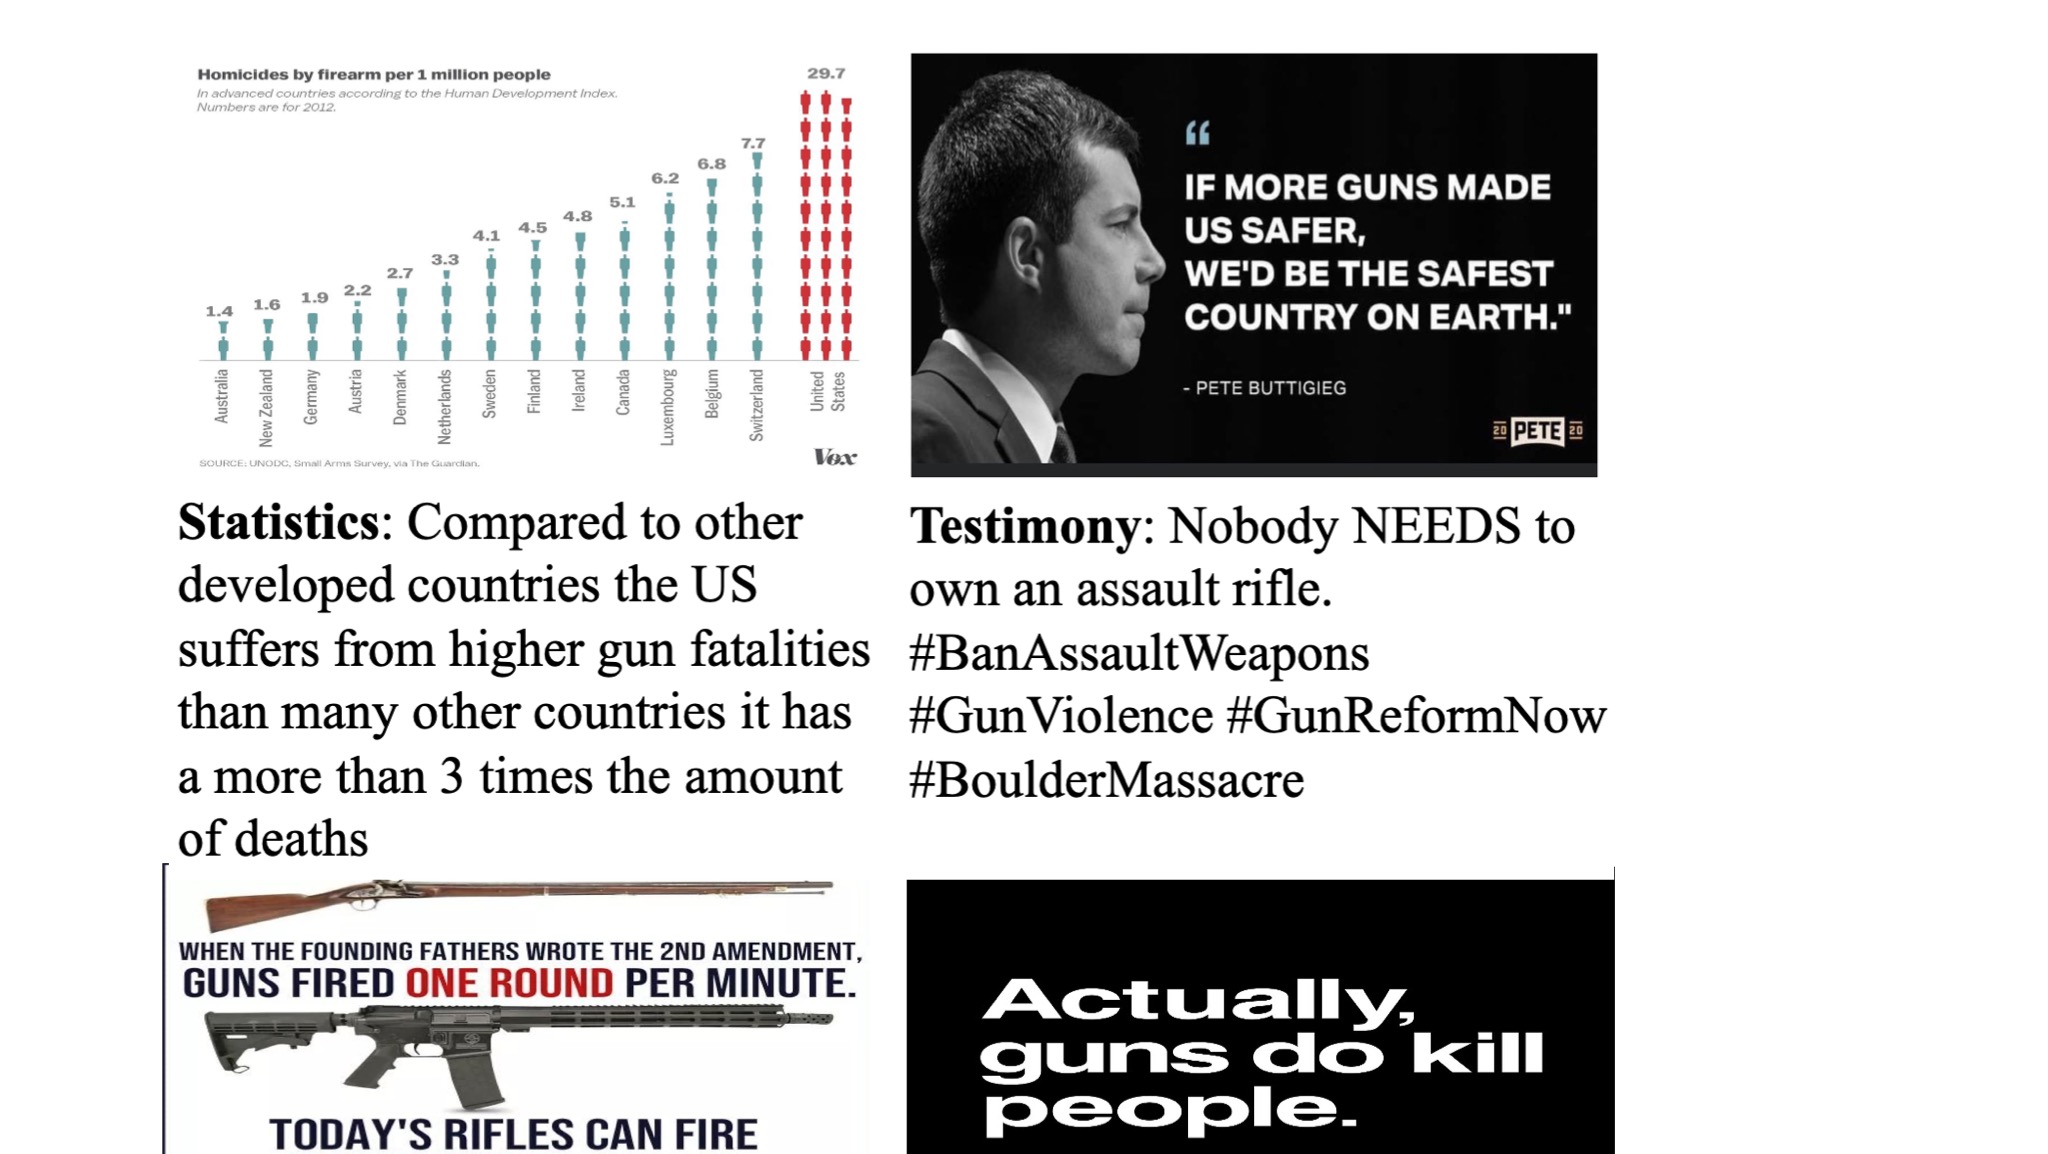 Homicides by firearm per 1 million people
In advanced countries according to the Human Development Index.
Numbers are for 2012.
29.7
7.7
6.8
6.2
5.1
4.8
4.5
4.1
3.3
2.7
2.2
1.9
1.6
1.4
Australia
New Zealand
Germany
Austria
Denmark
Netherlands
Sweden
Finland
Ireland
Canada
Luxembourg
Belgium
Switzerland
United
States
SOURCE: UNODC, Small Arms Survey, via The Guardian.
Vox
“
IF MORE GUNS MADE
US SAFER,
WE'D BE THE SAFEST
COUNTRY ON EARTH."
- PETE BUTTIGIEG
20 PETE 20
Statistics: Compared to other
developed countries the US
suffers from higher gun fatalities
than many other countries it has
a more than 3 times the amount
of deaths
Testimony: Nobody NEEDS to
own an assault rifle.
#BanAssaultWeapons
#GunViolence #GunReformNow
#BoulderMassacre
WHEN THE FOUNDING FATHERS WROTE THE 2ND AMENDMENT,
GUNS FIRED ONE ROUND PER MINUTE.
TODAY'S RIFLES CAN FIRE
Actually,
guns do kill
people.